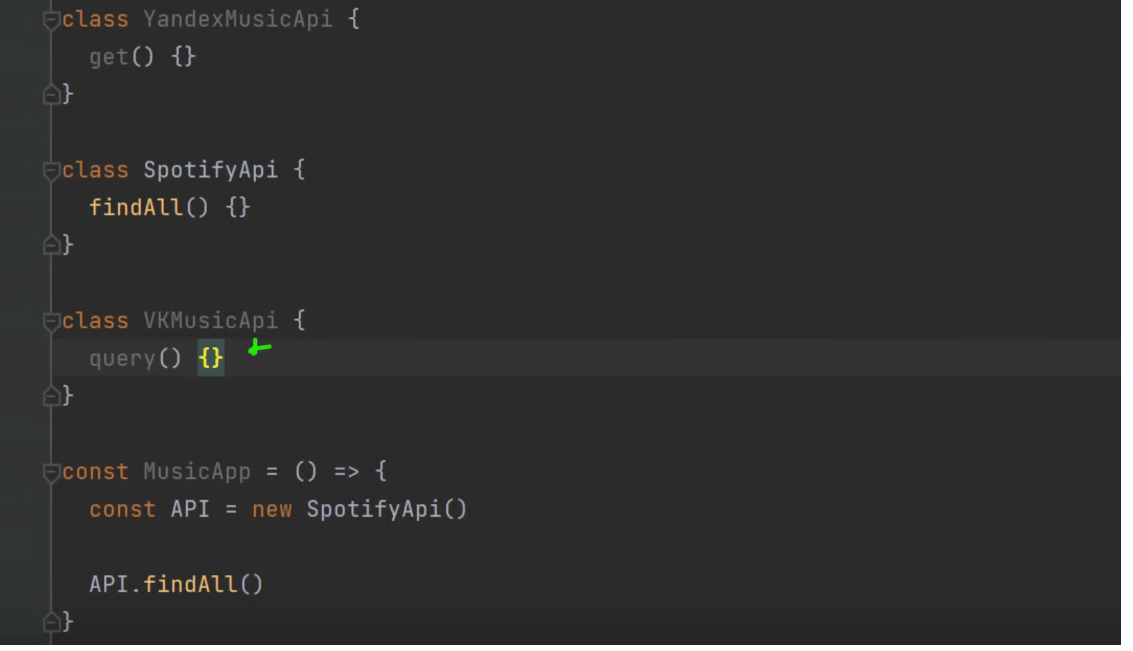 class YandexMusicApi {
get() {}
}
class SpotifyApi {
findAll() {}
}
class VKMusicApi {
query() {}
}
const MusicApp = () => {
const API = new SpotifyApi()
API.findAll()
}